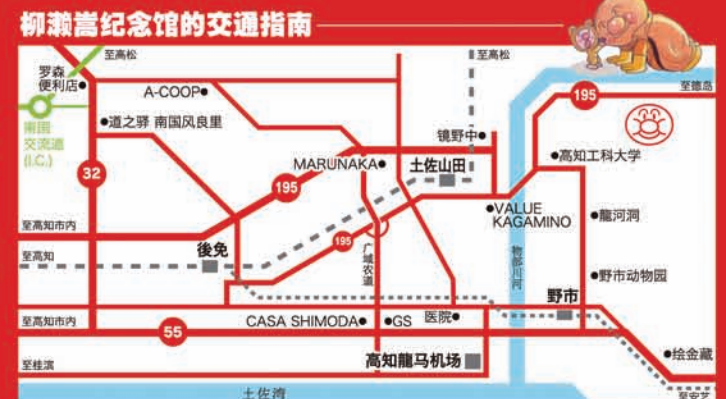 柳濑嵩纪念馆的交通指南
至高松
至高松
罗森
便利店
A-COOP
至德岛
195
道之驿 南国风良里
镜野中
南国
交流道
(I.C.)
MARUNAKA
土佐山田
高知工科大学
32
195
VALUE
KAGAMINO
龍河洞
至高知市内
195
後免
广域农道
物部川河
至高知
野市动物园
野市
至高知市内
55
CASA SHIMODA
GS
医院
高知龍马机场
绘金藏
至桂滨
土佐湾
至安艺